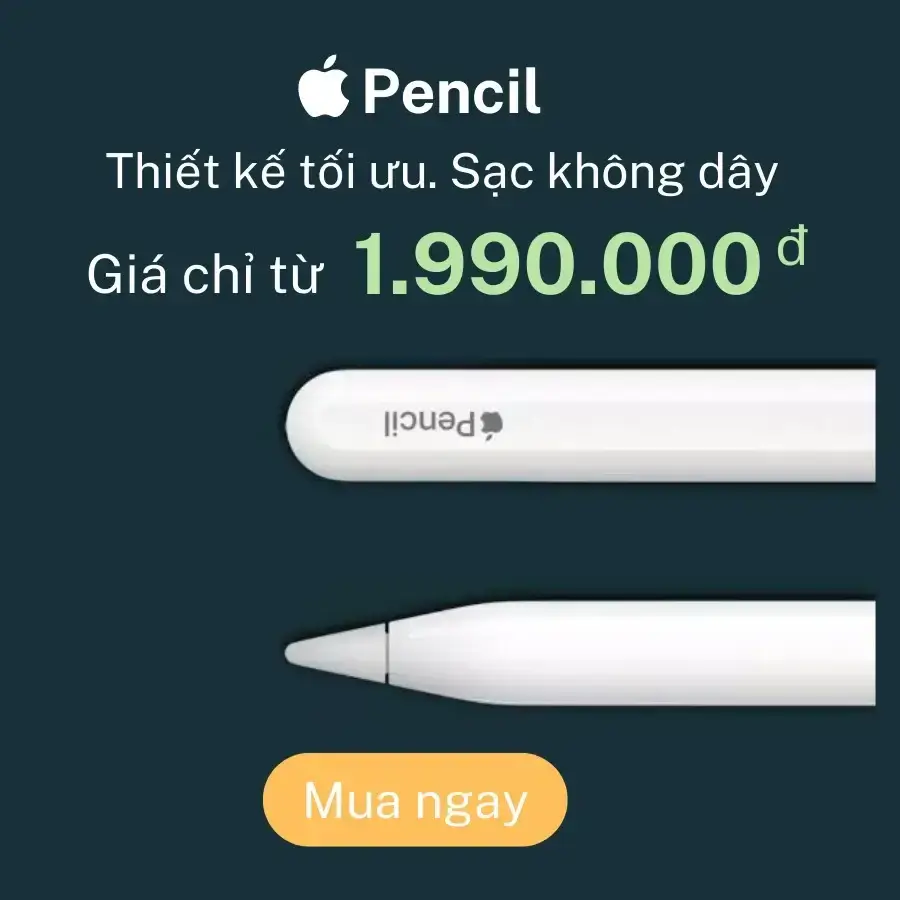 Pencil
Thiết kế tối ưu. Sạc không dây
Giá chỉ từ 1.990.000 đ
Pencil
Mua ngay